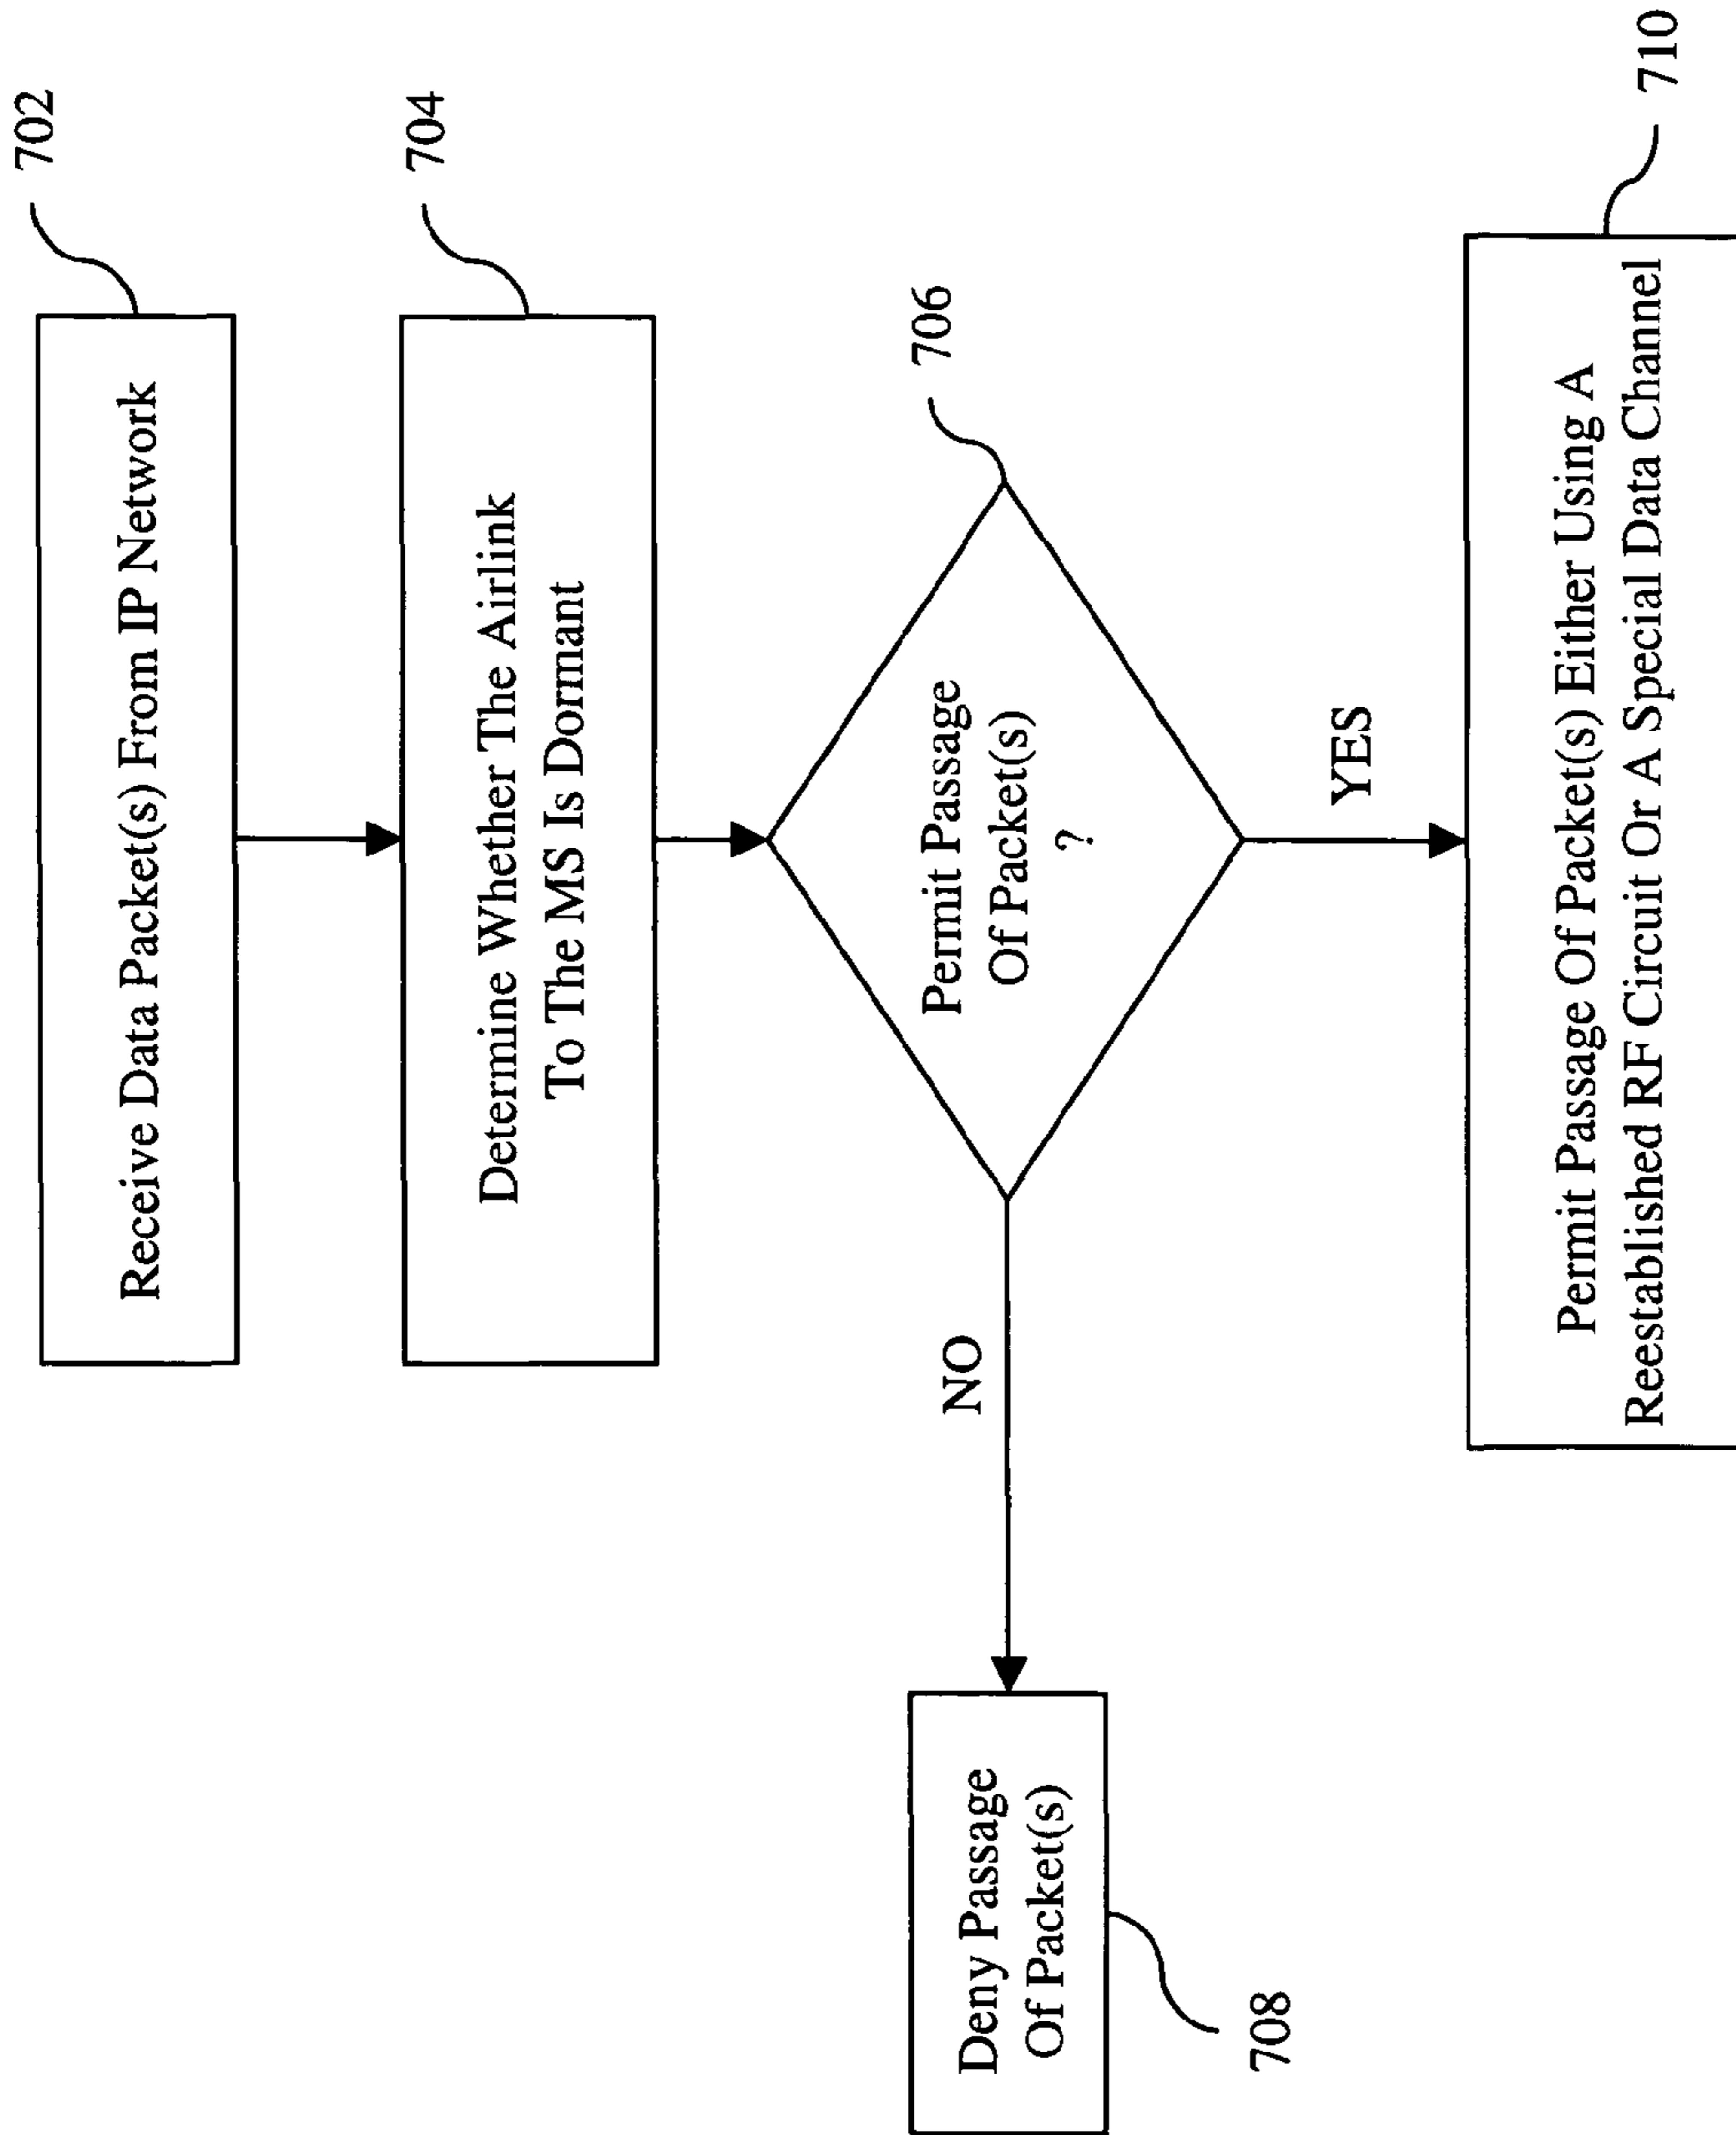 702
Receive Data Packet(s) From IP Network
704
Determine Whether The Airlink
To The MS Is Dormant
706
Permit Passage
Of Packet(s)
?
NO
YES
Deny Passage
Of Packet(s)
708
710
Permit Passage Of Packet(s) Either Using A
Reestablished RF Circuit Or A Special Data Channel